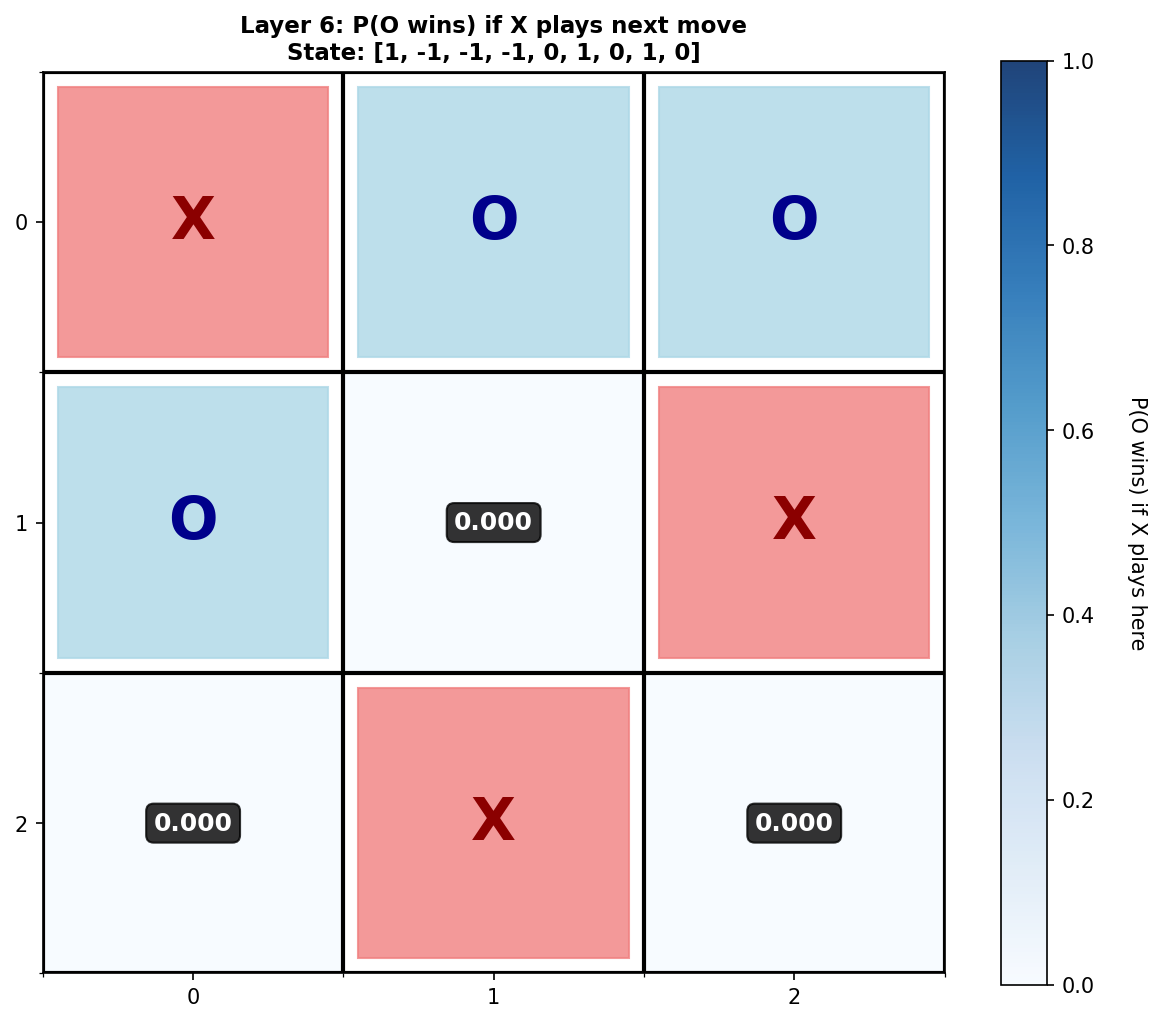 Layer 6: P(O wins) if X plays next move
State: [1, -1, -1, -1, 0, 1, 0, 1, 0]
0
X
O
O
1
O
0.000
X
2
0.000
X
0.000
0
1
2
1.0
0.8
0.6
0.4
0.2
0.0
P(O wins) if X plays here